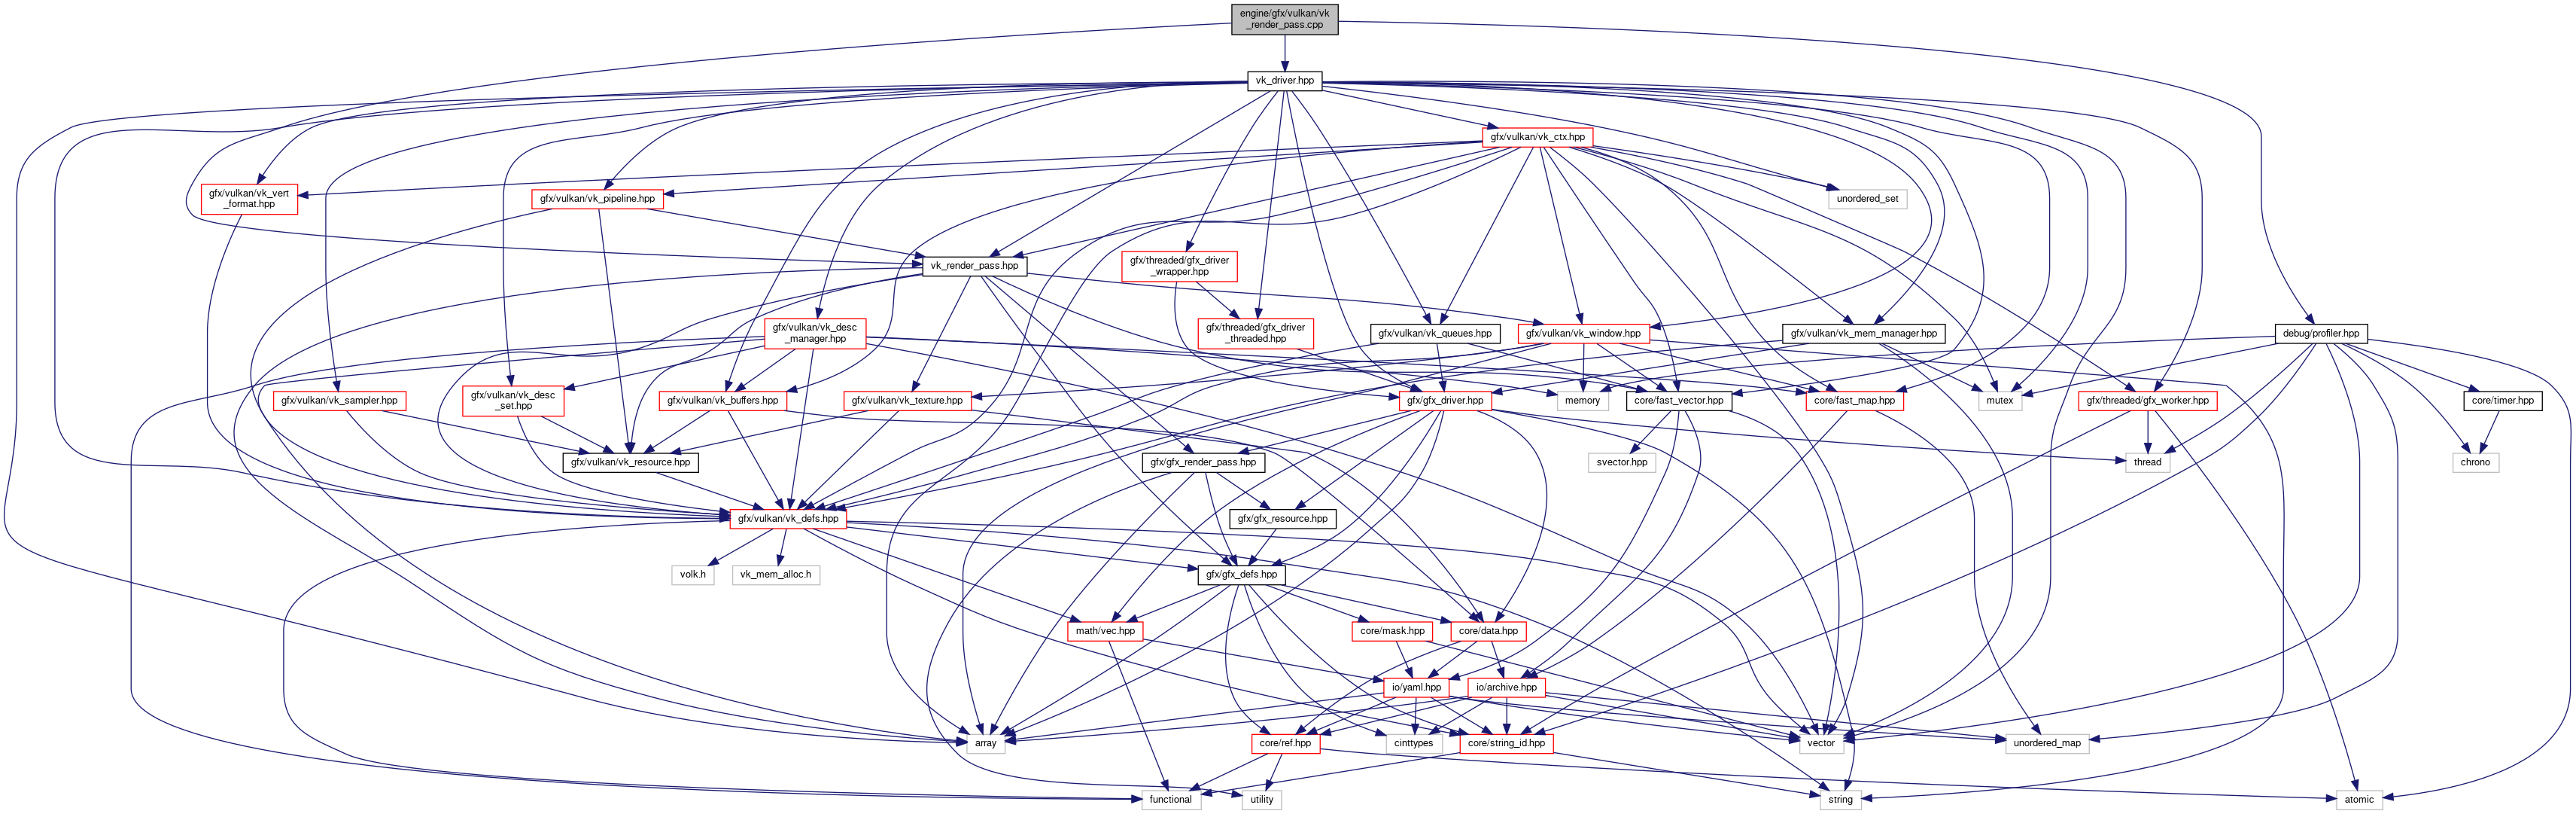 engine/gfx/vulkan/vk
_render_pass.cpp
vk_driver.hpp
gfx/vulkan/vk_ctx.hpp
gfx/vulkan/vk_vert
_format.hpp
gfx/vulkan/vk_pipeline.hpp
unordered_set
vk_render_pass.hpp
gfx/threaded/gfx_driver
_wrapper.hpp
gfx/vulkan/vk_desc
_manager.hpp
gfx/threaded/gfx_driver
_threaded.hpp
gfx/vulkan/vk_queues.hpp
gfx/vulkan/vk_window.hpp
gfx/vulkan/vk_mem_manager.hpp
debug/profiler.hpp
gfx/vulkan/vk_sampler.hpp
gfx/vulkan/vk_desc
_set.hpp
gfx/vulkan/vk_buffers.hpp
gfx/vulkan/vk_texture.hpp
gfx/gfx_driver.hpp
memory
core/fast_vector.hpp
core/fast_map.hpp
mutex
gfx/threaded/gfx_worker.hpp
core/timer.hpp
gfx/vulkan/vk_resource.hpp
gfx/gfx_render_pass.hpp
svector.hpp
thread
chrono
gfx/vulkan/vk_defs.hpp
gfx/gfx_resource.hpp
volk.h
vk_mem_alloc.h
gfx/gfx_defs.hpp
math/vec.hpp
core/mask.hpp
core/data.hpp
io/yaml.hpp
io/archive.hpp
array
core/ref.hpp
cinttypes
core/string_id.hpp
vector
unordered_map
functional
utility
string
atomic